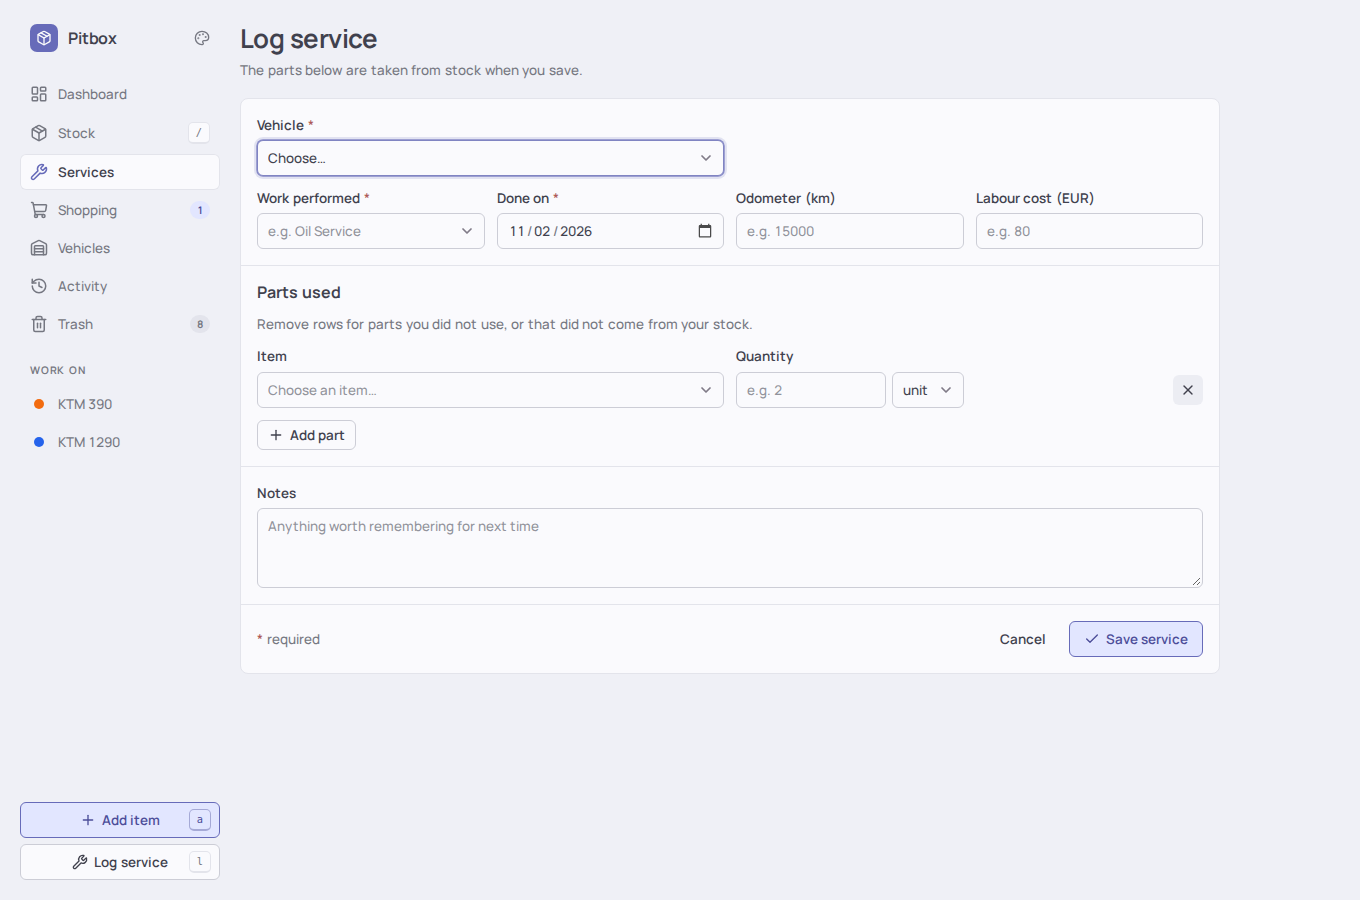 Pitbox
Dashboard
Stock /
Services
Shopping 1
Vehicles
Activity
Trash 8
WORK ON
KTM 390
KTM 1290
Add item a
Log service l
Log service
The parts below are taken from stock when you save.
Vehicle *
Choose...
Work performed * Done on * Odometer (km) Labour cost (EUR)
e.g. Oil Service 11/02/2026 e.g. 15000 e.g. 80
Parts used
Remove rows for parts you did not use, or that did not come from your stock.
Item Quantity
Choose an item... e.g. 2 unit
Add part
Notes
Anything worth remembering for next time
* required Cancel Save service